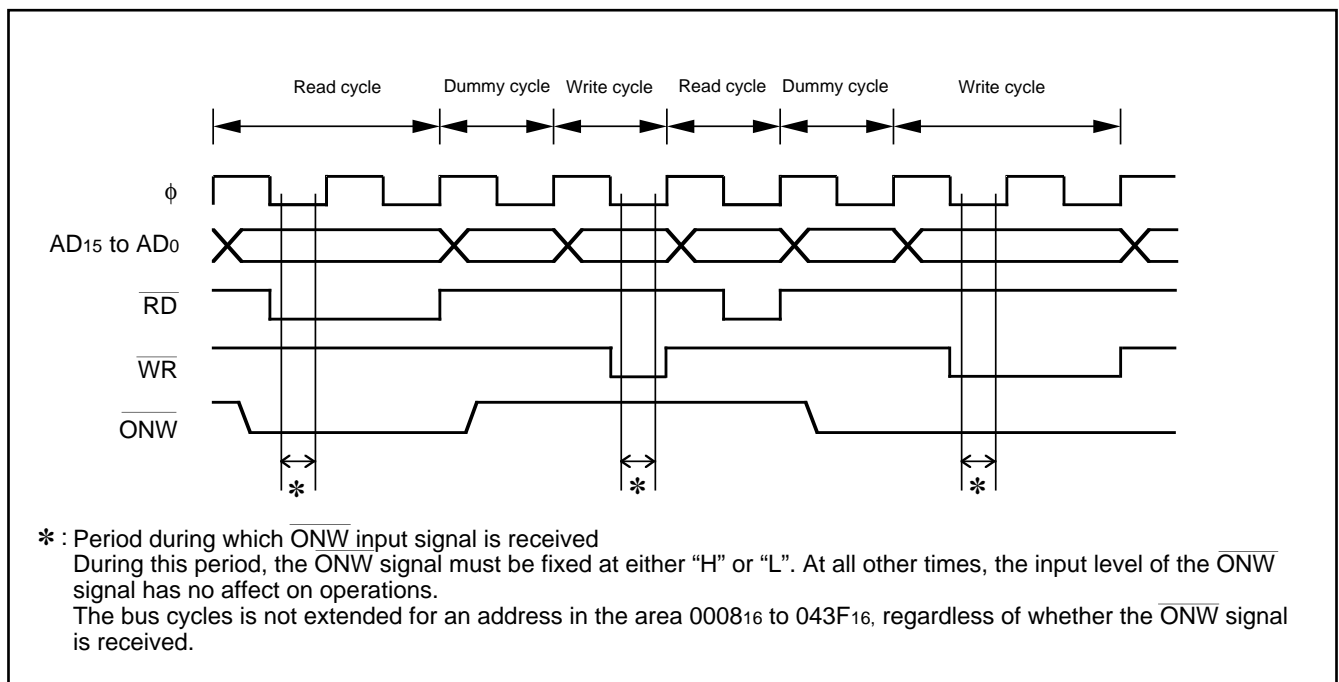 Read cycle Dummy cycle Write cycle Read cycle Dummy cycle Write cycle
ϕ
AD15 to AD0
RD
WR
ONW
✽ ✽ ✽
✽ : Period during which ONW input signal is received
During this period, the ONW signal must be fixed at either “H” or “L”. At all other times, the input level of the ONW
signal has no affect on operations.
The bus cycles is not extended for an address in the area 000816 to 043F16, regardless of whether the ONW signal
is received.